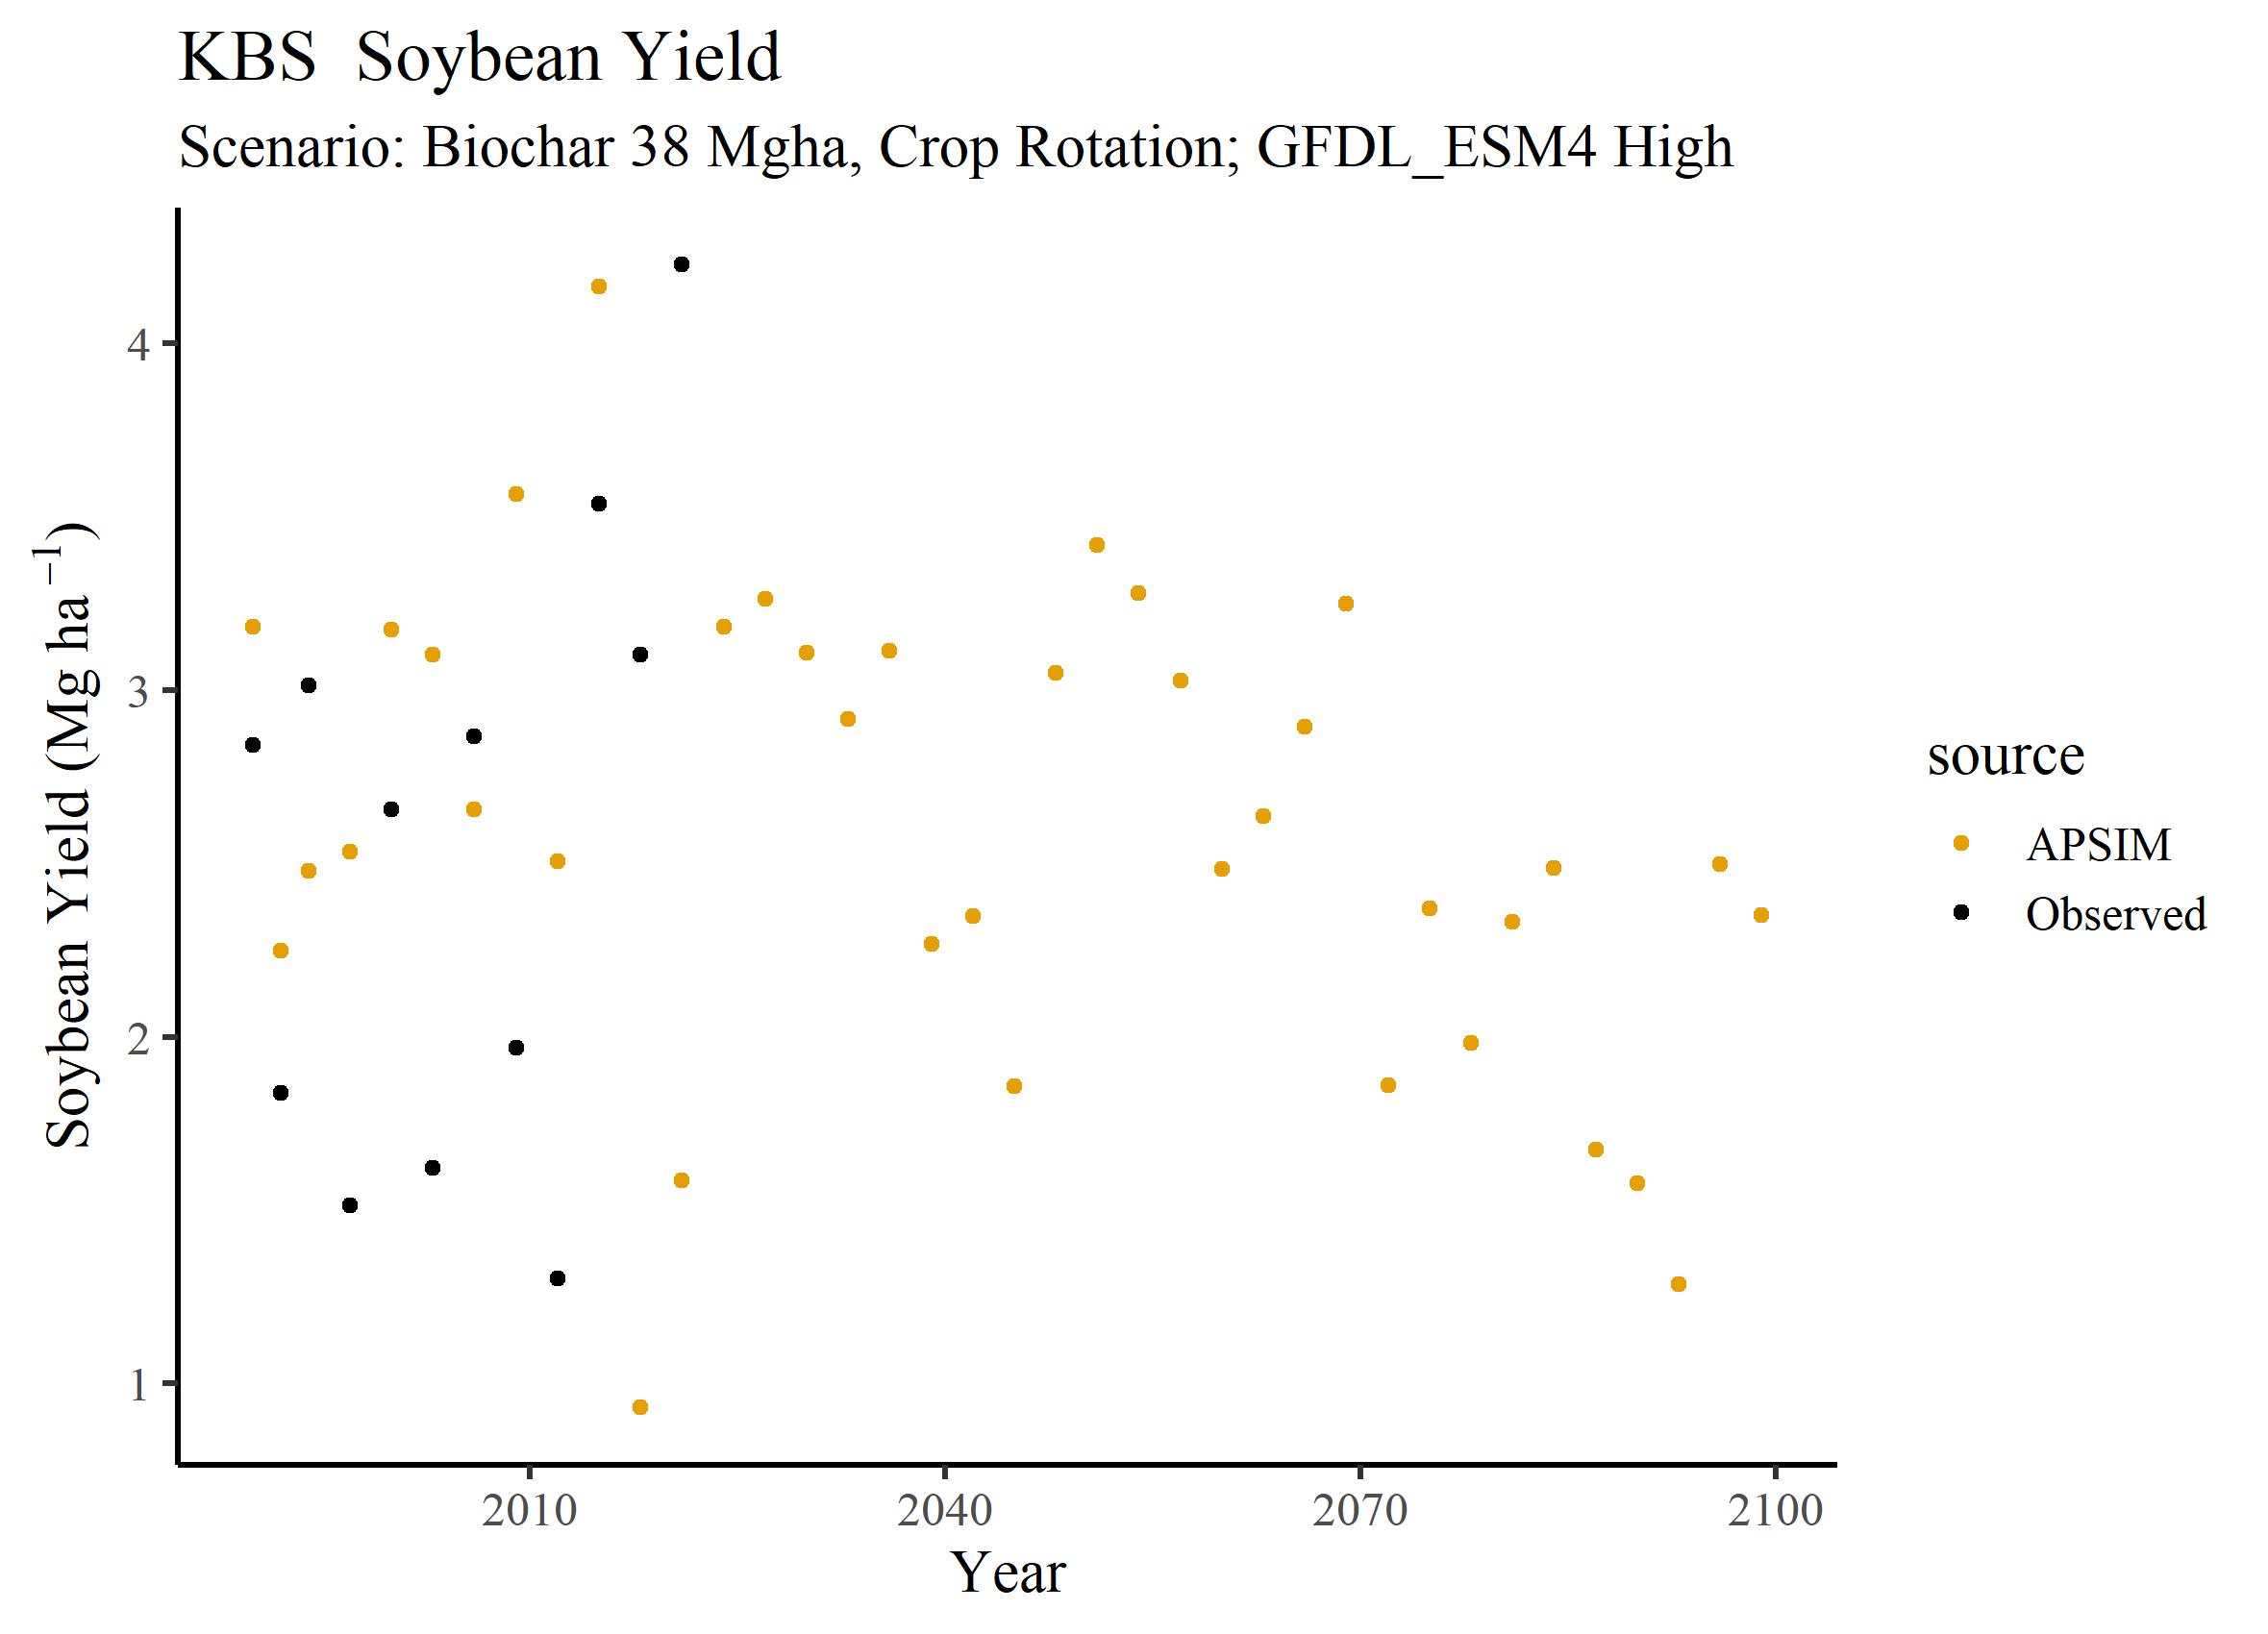 KBS  Soybean Yield
Scenario: Biochar 38 Mgha, Crop Rotation; GFDL_ESM4 High
Soybean Yield (Mg ha −1)
4
3
2
1
2010
2040
2070
2100
Year
source
APSIM
Observed